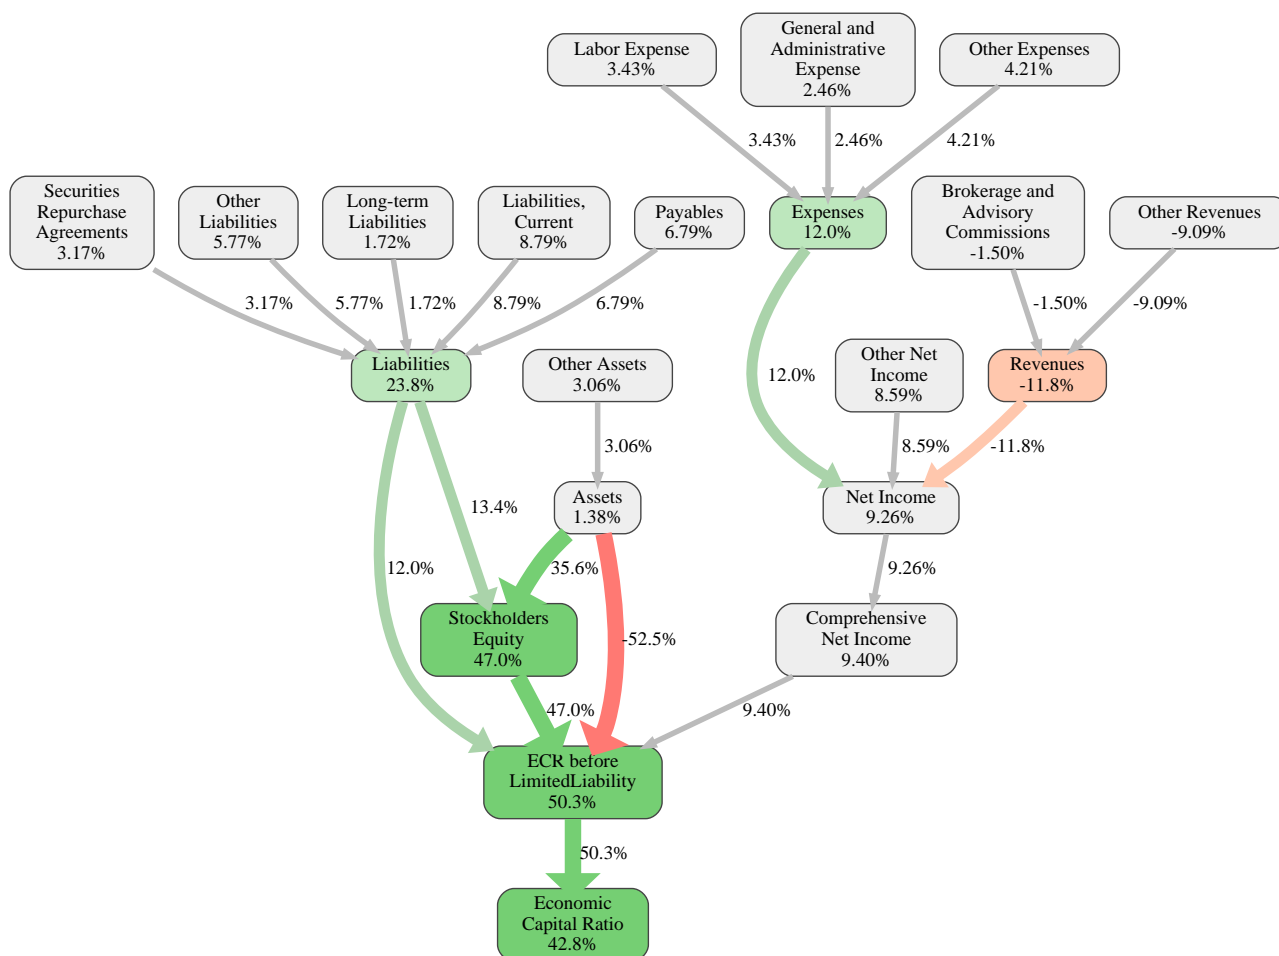 Labor Expense
3.43%
General and
Administrative
Expense
2.46%
Other Expenses
4.21%
3.43%
2.46%
4.21%
Securities
Repurchase
Agreements
3.17%
Other
Liabilities
5.77%
Long-term
Liabilities
1.72%
Liabilities,
Current
8.79%
Payables
6.79%
Expenses
12.0%
Brokerage and
Advisory
Commissions
-1.50%
Other Revenues
-9.09%
3.17%
5.77%
1.72%
8.79%
6.79%
-1.50%
-9.09%
Liabilities
23.8%
Other Assets
3.06%
12.0%
Other Net
Income
8.59%
Revenues
-11.8%
3.06%
8.59%
-11.8%
13.4%
Assets
1.38%
Net Income
9.26%
12.0%
35.6%
-52.5%
9.26%
Stockholders
Equity
47.0%
Comprehensive
Net Income
9.40%
47.0%
9.40%
ECR before
LimitedLiability
50.3%
50.3%
Economic
Capital Ratio
42.8%